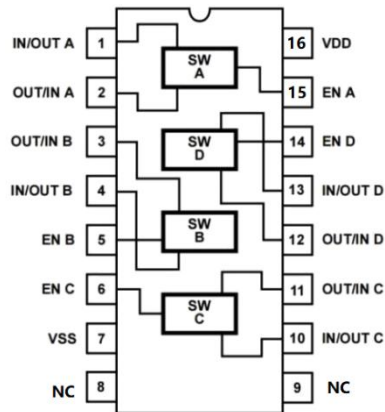 IN/OUT A 1 16 VDD
SW
A
OUT/IN A 2 15 EN A
OUT/IN B 3 14 EN D
SW
D
IN/OUT B 4 13 IN/OUT D
EN B 5 12 OUT/IN D
SW
B
EN C 6 11 OUT/IN C
SW
C
VSS 7 10 IN/OUT C
NC 8 9 NC